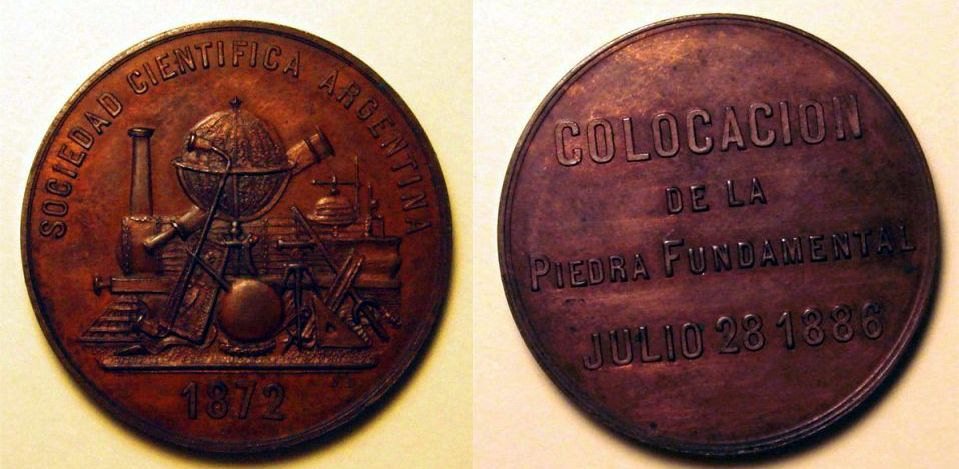 SOCIEDAD CIENTIFICA ARGENTINA
1872
COLOCACION
DE LA
PIEDRA FUNDAMENTAL
JULIO 28 1886